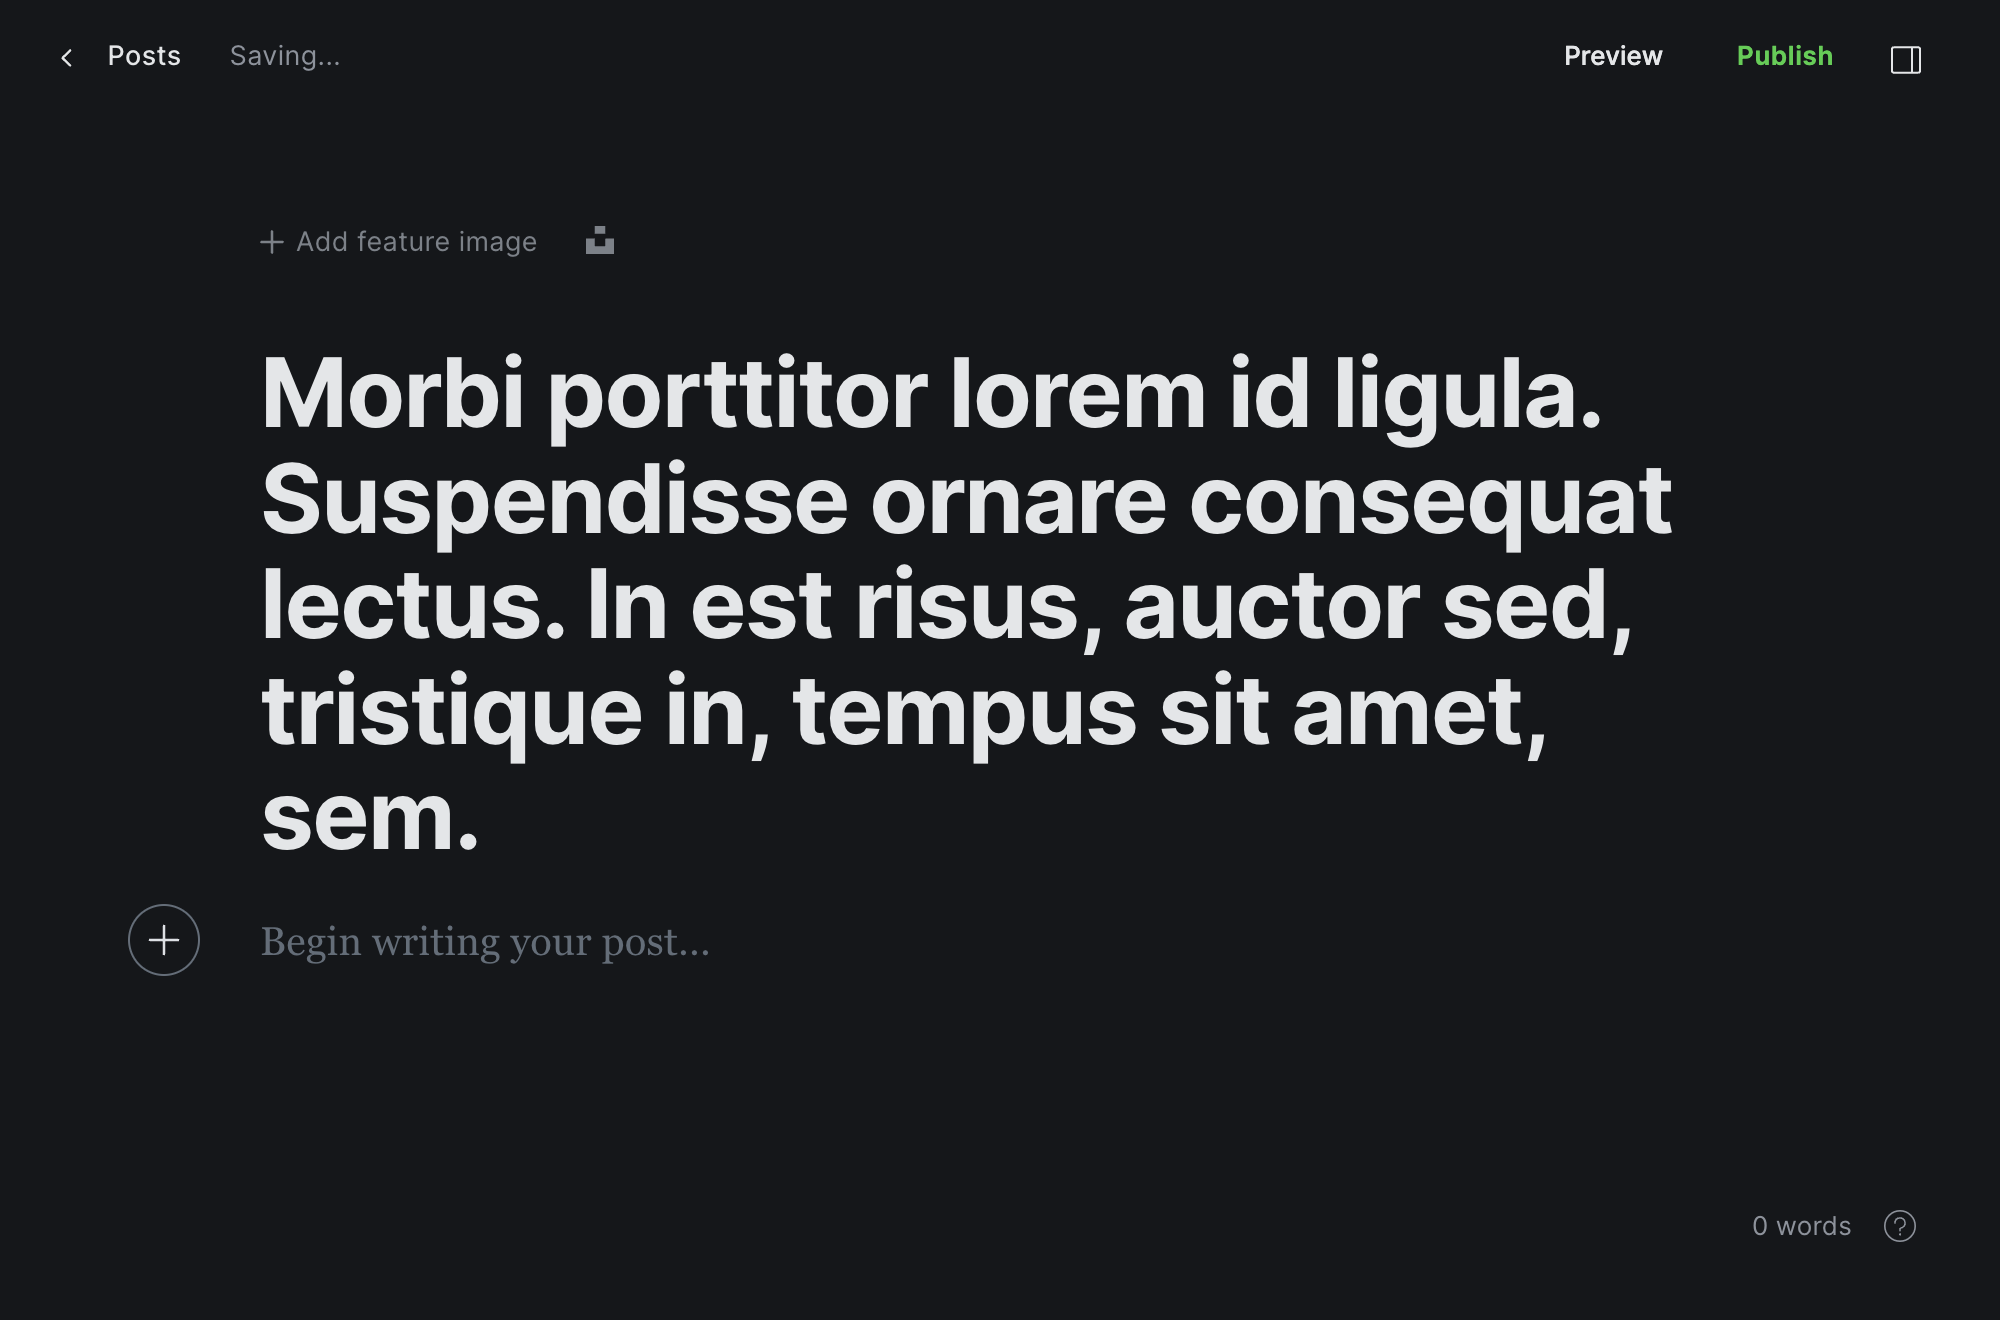 Posts
Saving...
Preview
Publish
Add feature image
Morbi porttitor lorem id ligula.
Suspendisse ornare consequat
lectus. In est risus, auctor sed,
tristique in, tempus sit amet,
sem.
Begin writing your post...
0 words
?